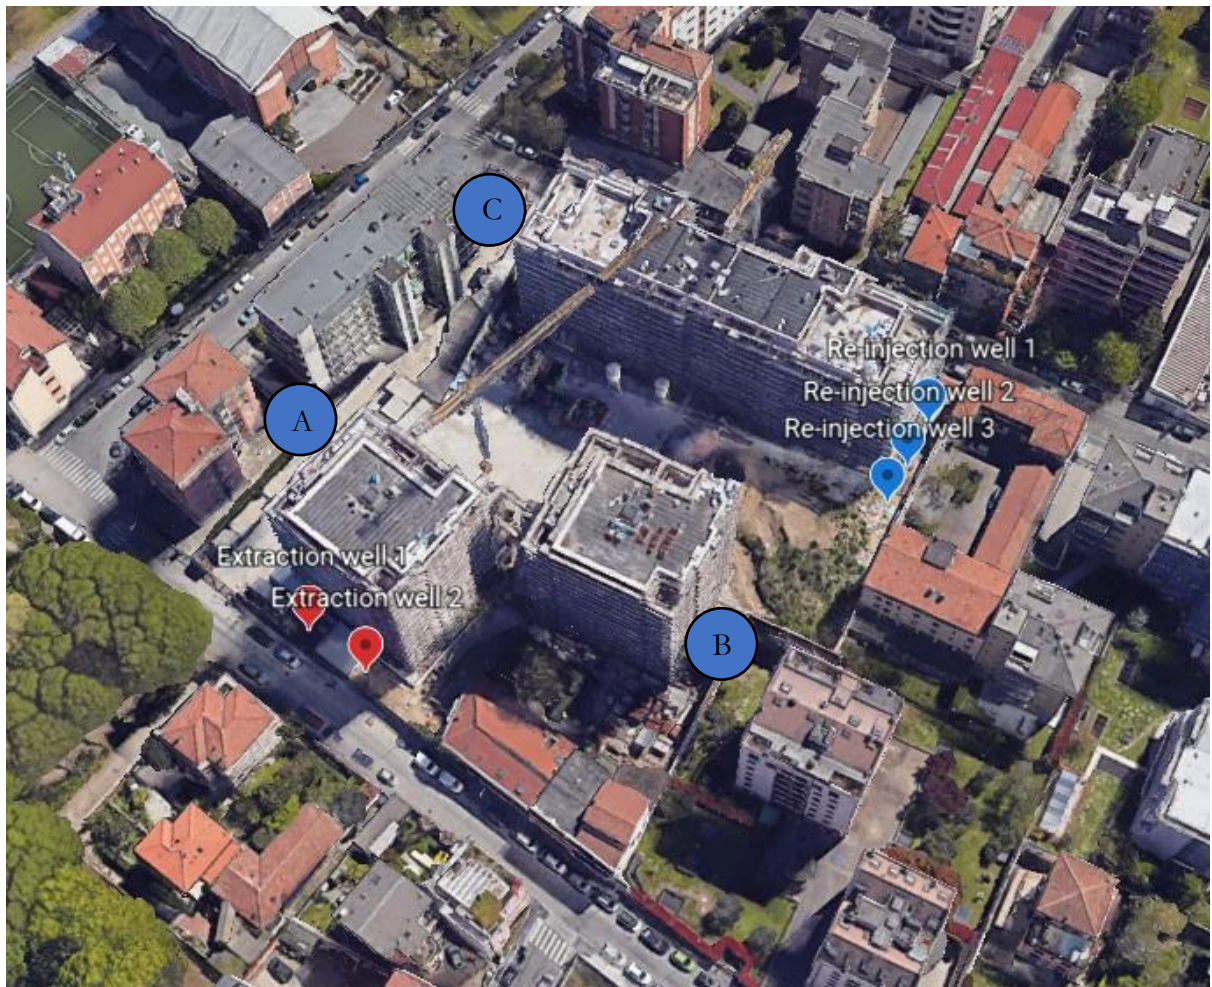 C
Re-injection well 1
Re-injection well 2
Re-injection well 3
A
Extraction well 1
Extraction well 2
B